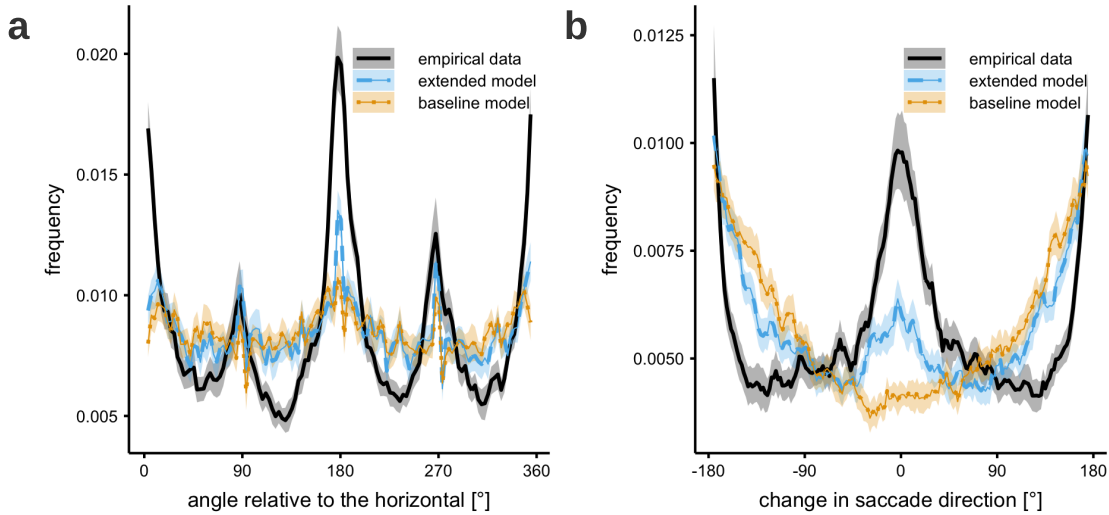 a
0.020
0.015
0.010
0.005
frequency
empirical data
extended model
baseline model
0
90
180
270
360
angle relative to the horizontal [°]
b
0.0125
0.0100
0.0075
0.0050
frequency
empirical data
extended model
baseline model
-180
-90
0
90
180
change in saccade direction [°]